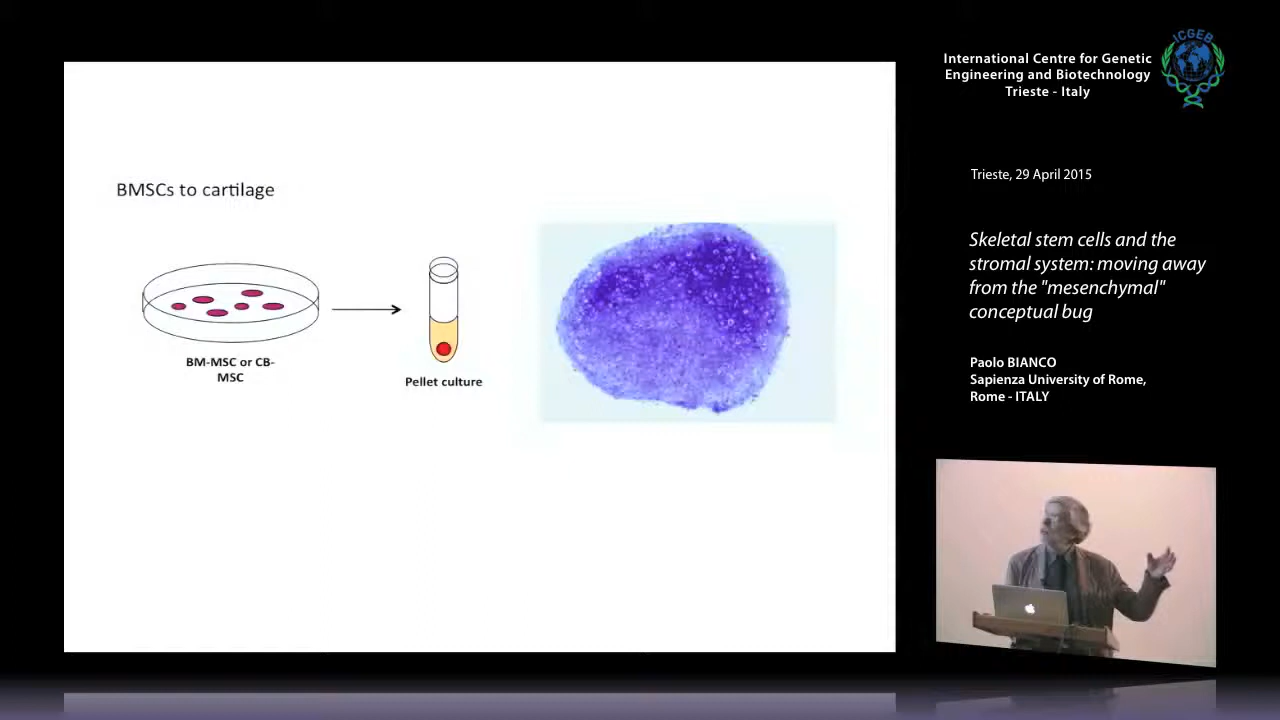 BMSCs to cartilage
BM-MSC or CB-
MSC
Pellet culture
International Centre for Genetic
Engineering and Biotechnology
Trieste - Italy
ICGEB
Trieste, 29 April 2015
Skeletal stem cells and the
stromal system: moving away
from the "mesenchymal"
conceptual bug
Paolo BIANCO
Sapienza University of Rome,
Rome - ITALY